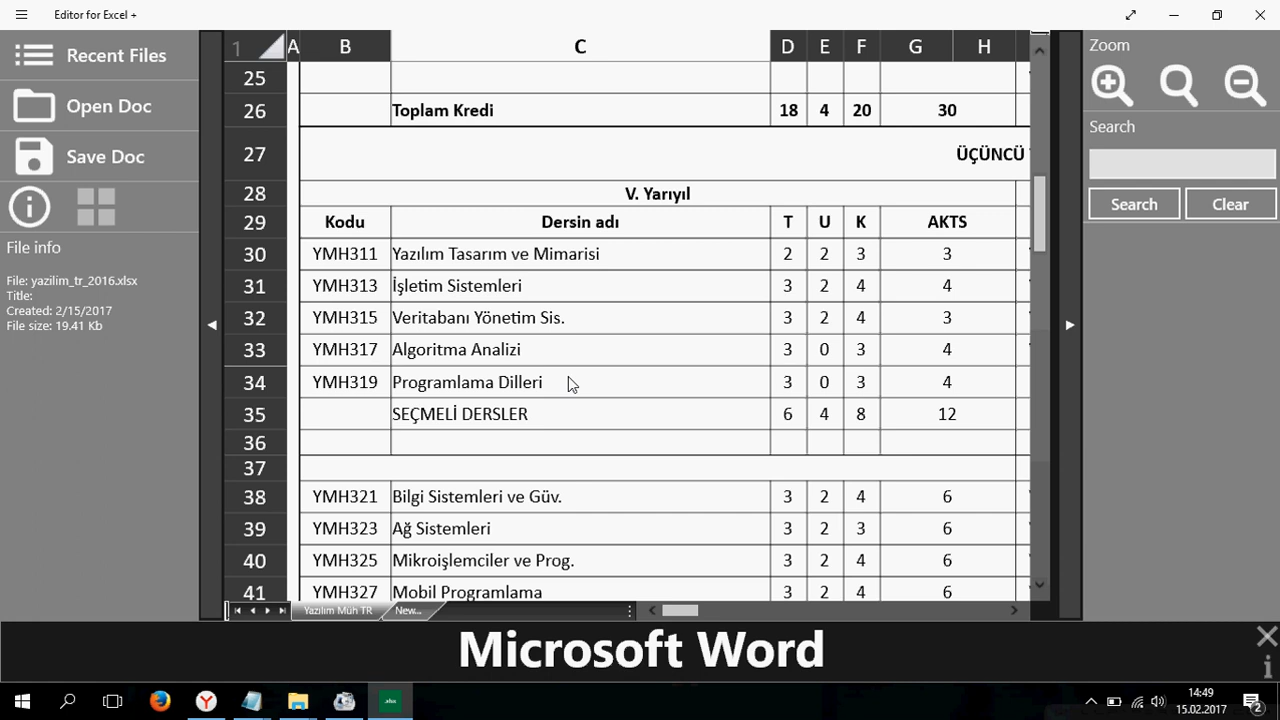 Editor for Excel +
Recent Files
Open Doc
Save Doc
File info
File: yazilim_tr_2016.xlsx
Title:
Created: 2/15/2017
File size: 19.41 Kb
1 A B C D E F G H
25
26 Toplam Kredi 18 4 20 30
27 ÜÇÜNCÜ
28 V. Yarıyıl
29 Kodu Dersin adı T U K AKTS
30 YMH311 Yazılım Tasarım ve Mimarisi 2 2 3 3
31 YMH313 İşletim Sistemleri 3 2 4 4
32 YMH315 Veritabanı Yönetim Sis. 3 2 4 3
33 YMH317 Algoritma Analizi 3 0 3 4
34 YMH319 Programlama Dilleri 3 0 3 4
35 SEÇMELİ DERSLER 6 4 8 12
36
37
38 YMH321 Bilgi Sistemleri ve Güv. 3 2 4 6
39 YMH323 Ağ Sistemleri 3 2 3 6
40 YMH325 Mikroişlemciler ve Prog. 3 2 4 6
41 YMH327 Mobil Programlama 3 2 4 6
Yazılım Müh TR New...
Zoom
Search
Search Clear
Microsoft Word
14:49
15.02.2017
2